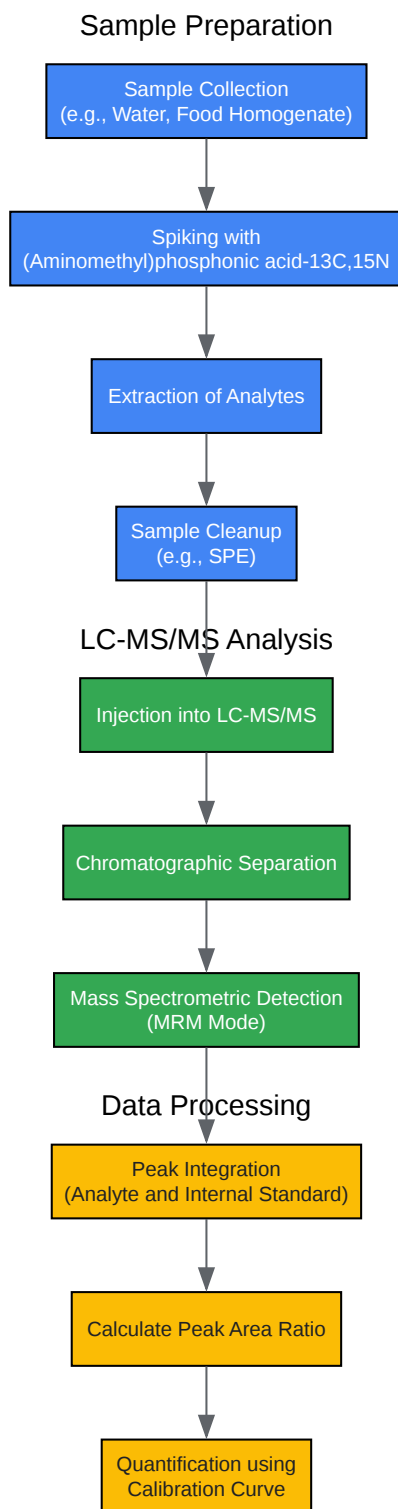 Sample Preparation
Sample Collection
(e.g., Water, Food Homogenate)
Spiking with
(Aminomethyl)phosphonic acid-13C,15N
Extraction of Analytes
Sample Cleanup
(e.g., SPE)
LC-MS/MS Analysis
Injection into LC-MS/MS
Chromatographic Separation
Mass Spectrometric Detection
(MRM Mode)
Data Processing
Peak Integration
(Analyte and Internal Standard)
Calculate Peak Area Ratio
Quantification using
Calibration Curve